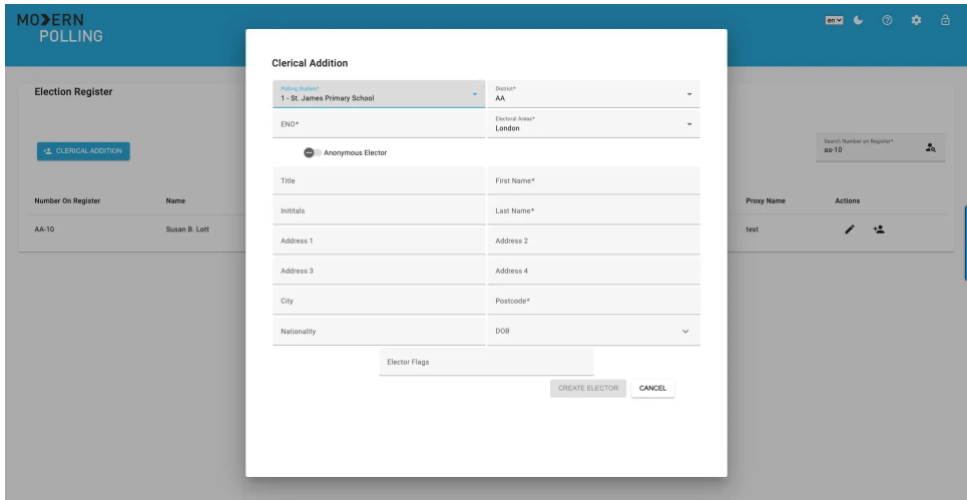 MODERN
POLLING
en
Clerical Addition
Election Register
Polling Station*
1 - St. James Primary School
District*
AA
ENO*
Electoral Areas*
London
CLERICAL ADDITION
Anonymous Elector
Search Number on Register*
aa-10
Title
First Name*
Number On Register
Name
Proxy Name
Actions
Inititals
Last Name*
AA-10
Susan B. Lott
test
Address 1
Address 2
Address 3
Address 4
City
Postcode*
Nationality
DOB
Elector Flags
CREATE ELECTOR
CANCEL